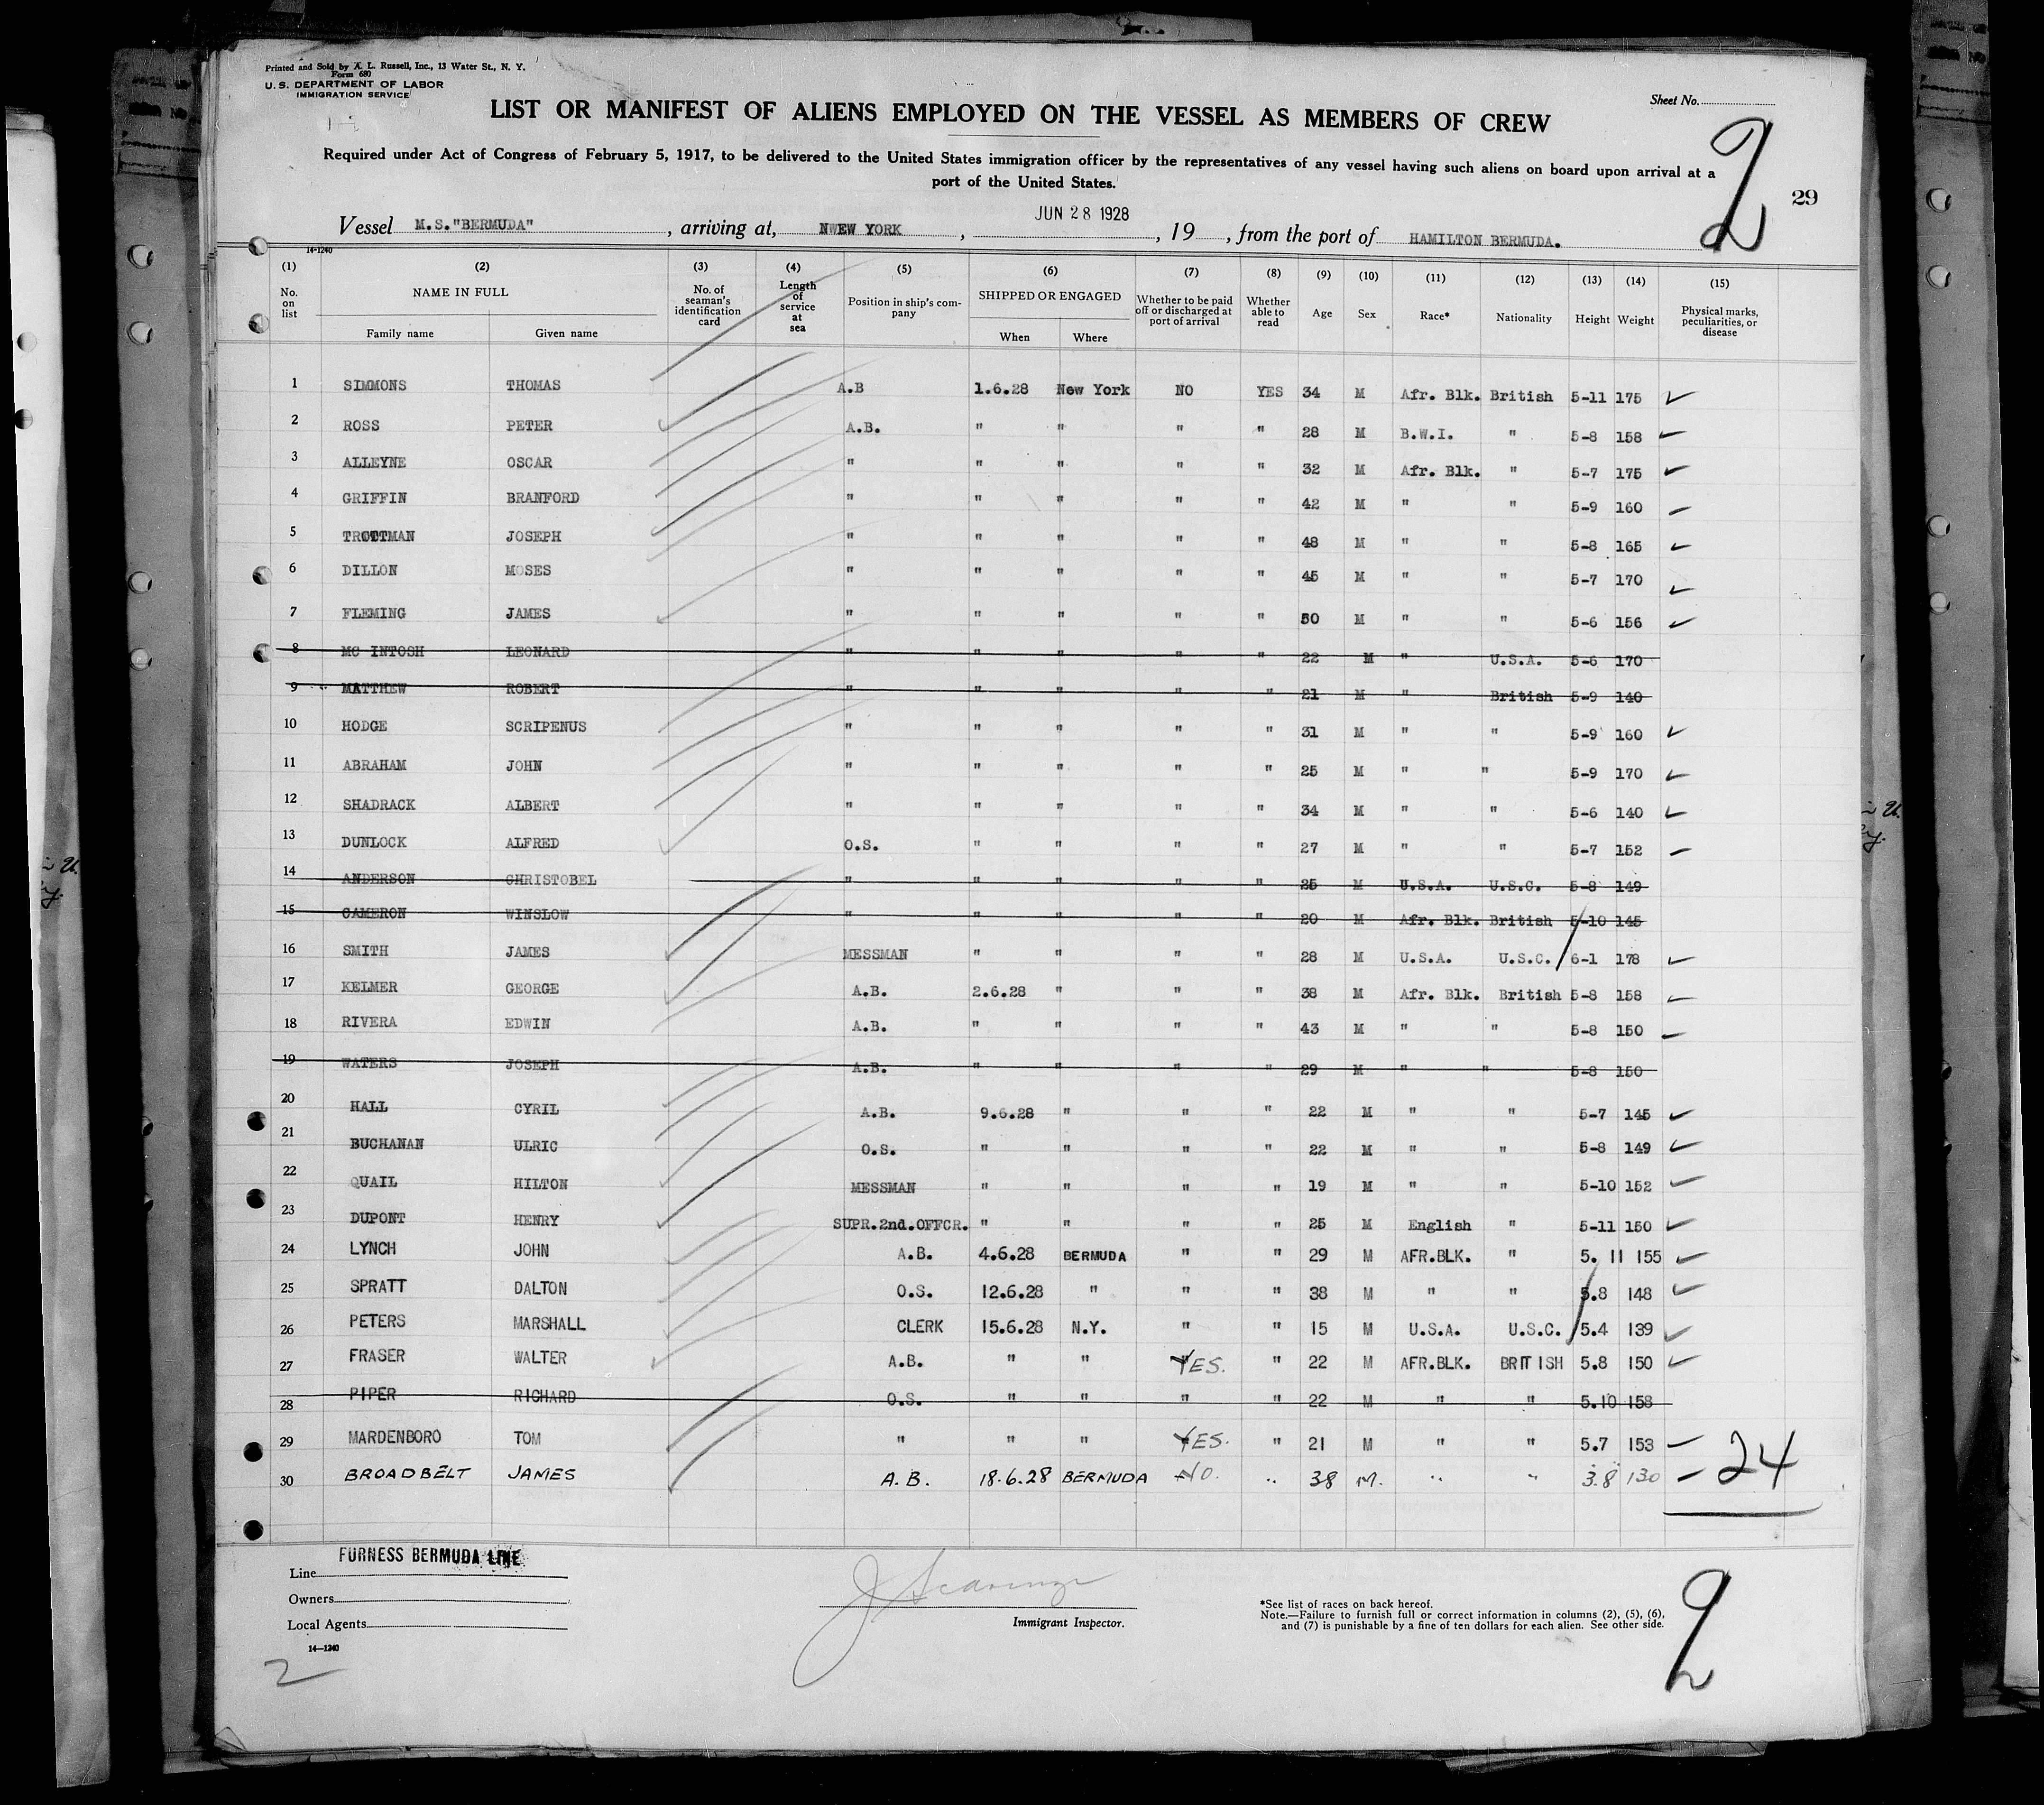 Printed and Sold by A. L. Russell, Inc., 13 Water St., N. Y.
Form 680
U. S. DEPARTMENT OF LABOR
IMMIGRATION SERVICE
Sheet No.
LIST OR MANIFEST OF ALIENS EMPLOYED ON THE VESSEL AS MEMBERS OF CREW
2
Required under Act of Congress of February 5, 1917, to be delivered to the United States immigration officer by the representatives of any vessel having such aliens on board upon arrival at a
port of the United States.
29
JUN 28 1928
Vessel M.S."BERMUDA" , arriving at, NWEW YORK , , 19 , from the port of HAMILTON BERMUDA.
14-1240
(1) (2) (3) (4) (5) (6) (7) (8) (9) (10) (11) (12) (13) (14) (15)
No. on list NAME IN FULL Family name Given name No. of seaman's identification card Length of service at sea Position in ship's company SHIPPED OR ENGAGED When Where Whether to be paid off or discharged at port of arrival Whether able to read Age Sex Race* Nationality Height Weight Physical marks, peculiarities, or disease
1 SIMMONS THOMAS A.B 1.6.28 New York NO YES 34 M Afr. Blk. British 5-11 175 ✓
2 ROSS PETER A.B. " " " " 28 M B.W.I. " 5-8 158 ✓
3 ALLEYNE OSCAR " " " " " 32 M Afr. Blk. " 5-7 175 ✓
4 GRIFFIN BRANFORD " " " " " 42 M " " 5-9 160 ✓
5 TROTTMAN JOSEPH " " " " " 48 M " " 5-8 165 ✓
6 DILLON MOSES " " " " " 45 M " " 5-7 170 ✓
7 FLEMING JAMES " " " " " 50 M " " 5-6 156 ✓
8 MC INTOSH LEONARD " " " " " 22 M " U.S.A. 5-6 170
9 MATTHEW ROBERT " " " " " 21 M " British 5-9 140
10 HODGE SCRIPENUS " " " " " 31 M " " 5-9 160 ✓
11 ABRAHAM JOHN " " " " " 25 M " " 5-9 170 ✓
12 SHADRACK ALBERT " " " " " 34 M " " 5-6 140 ✓
13 DUNLOCK ALFRED O.S. " " " " 27 M " " 5-7 152 ✓
14 ANDERSON CHRISTOBEL " " " " " 25 M U.S.A. U.S.C. 5-8 149
15 CAMERON WINSLOW " " " " " 20 M Afr. Blk. British 5-10 145
16 SMITH JAMES MESSMAN " " " " 28 M U.S.A. U.S.C. 6-1 178 ✓
17 KELMER GEORGE A.B. 2.6.28 " " " 38 M Afr. Blk. British 5-8 158 ✓
18 RIVERA EDWIN A.B. " " " " 43 M " " 5-8 150 ✓
19 WATERS JOSEPH A.B. " " " " 29 M " " 5-8 150
20 HALL CYRIL A.B. 9.6.28 " " " 22 M " " 5-7 145 ✓
21 BUCHANAN ULRIC O.S. " " " " 22 M " " 5-8 149 ✓
22 QUAIL HILTON MESSMAN " " " " 19 M " " 5-10 152 ✓
23 DUPONT HENRY SUPR.2nd.OFFCR. " " " " 25 M English " 5-11 150 ✓
24 LYNCH JOHN A.B. 4.6.28 BERMUDA " " 29 M AFR.BLK. " 5. 11 155 ✓
25 SPRATT DALTON O.S. 12.6.28 " " " 38 M " " 5.8 148 ✓
26 PETERS MARSHALL CLERK 15.6.28 N.Y. " " 15 M U.S.A. U.S.C. 5.4 139 ✓
27 FRASER WALTER A.B. " " YES. " 22 M AFR.BLK. BRITISH 5.8 150 ✓
28 PIPER RICHARD O.S. " " " " 22 M " " 5.10 158
29 MARDENBORO TOM " " " YES. " 21 M " " 5.7 153 ✓
30 BROADBELT JAMES A.B. 18.6.28 BERMUDA NO. " 38 M. " " 3.8 130 ✓
24
FURNESS BERMUDA LINE
Line
Owners
Local Agents
14-1240
2
Immigrant Inspector.
*See list of races on back hereof.
Note.—Failure to furnish full or correct information in columns (2), (5), (6),
and (7) is punishable by a fine of ten dollars for each alien. See other side.
2